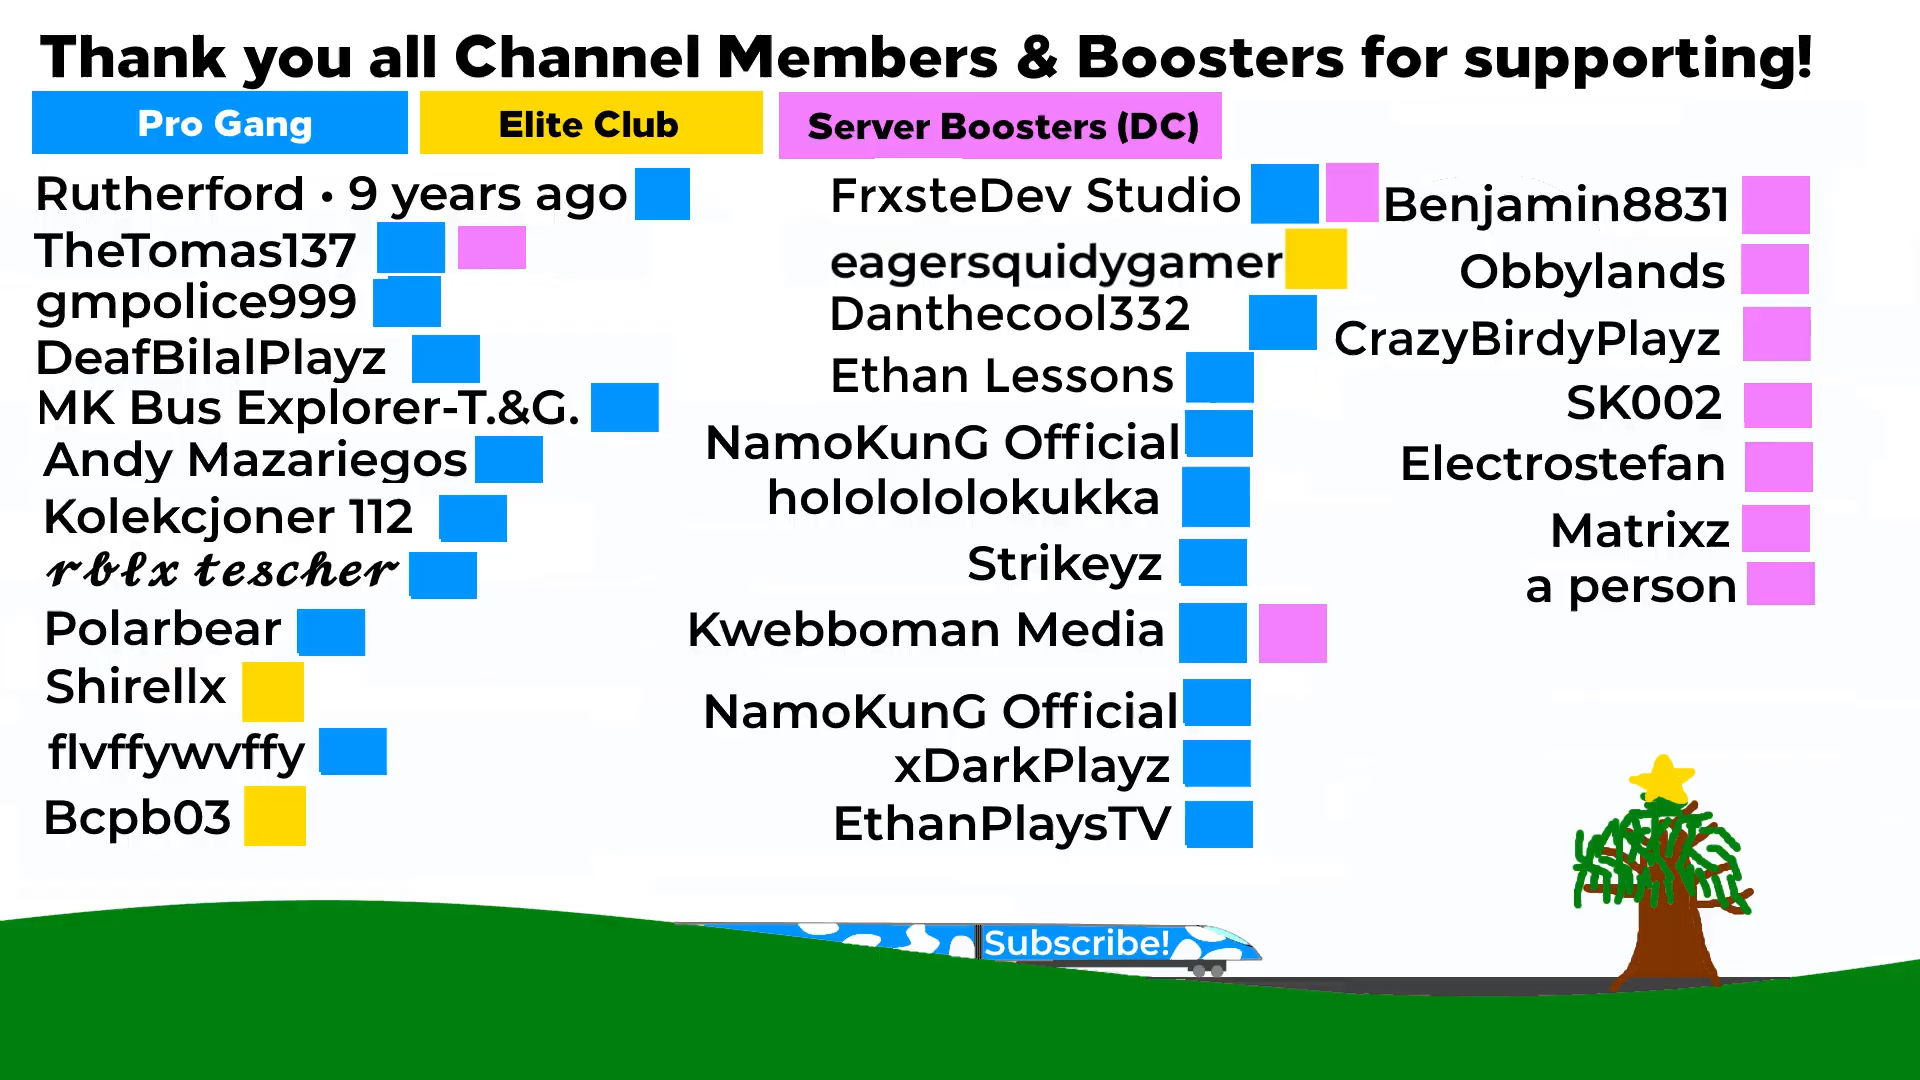 Thank you all Channel Members & Boosters for supporting!
Pro Gang
Elite Club
Server Boosters (DC)
Rutherford • 9 years ago
TheTomas137
gmpolice999
DeafBilalPlayz
MK Bus Explorer-T.&G.
Andy Mazariegos
Kolekcjoner 112
𝓻𝓫𝓵𝔁 𝓽𝓮𝓼𝓬𝓱𝓮𝓻
Polarbear
Shirellx
flvffywvffy
Bcpb03
FrxsteDev Studio
eagersquidygamer
Danthecool332
Ethan Lessons
NamoKunG Official
hololololokukka
Strikeyz
Kwebboman Media
NamoKunG Official
xDarkPlayz
EthanPlaysTV
Benjamin8831
Obbylands
CrazyBirdyPlayz
SK002
Electrostefan
Matrixz
a person
Subscribe!